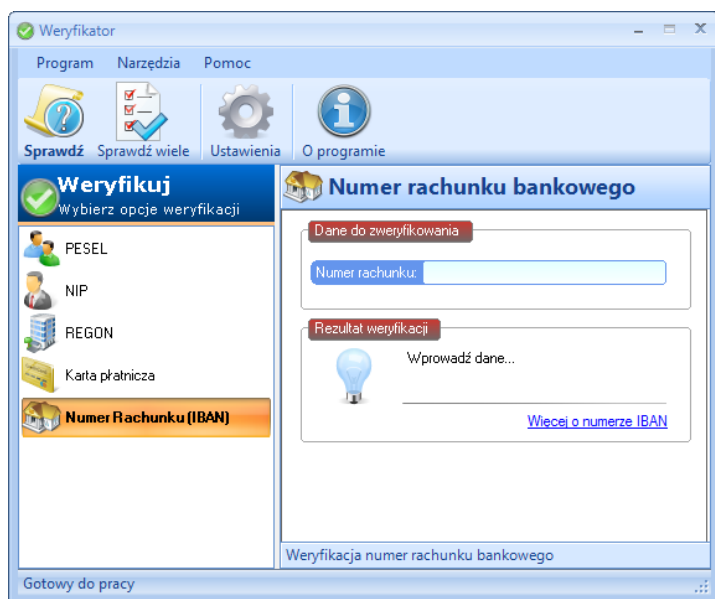 Weryfikator
Program Narzędzia Pomoc
Sprawdź Sprawdź wiele Ustawienia O programie
Weryfikuj
Wybierz opcje weryfikacji
PESEL
NIP
REGON
Karta płatnicza
Numer Rachunku (IBAN)
Numer rachunku bankowego
Dane do zweryfikowania
Numer rachunku:
Rezultat weryfikacji
Wprowadź dane...
Więcej o numerze IBAN
Weryfikacja numer rachunku bankowego
Gotowy do pracy